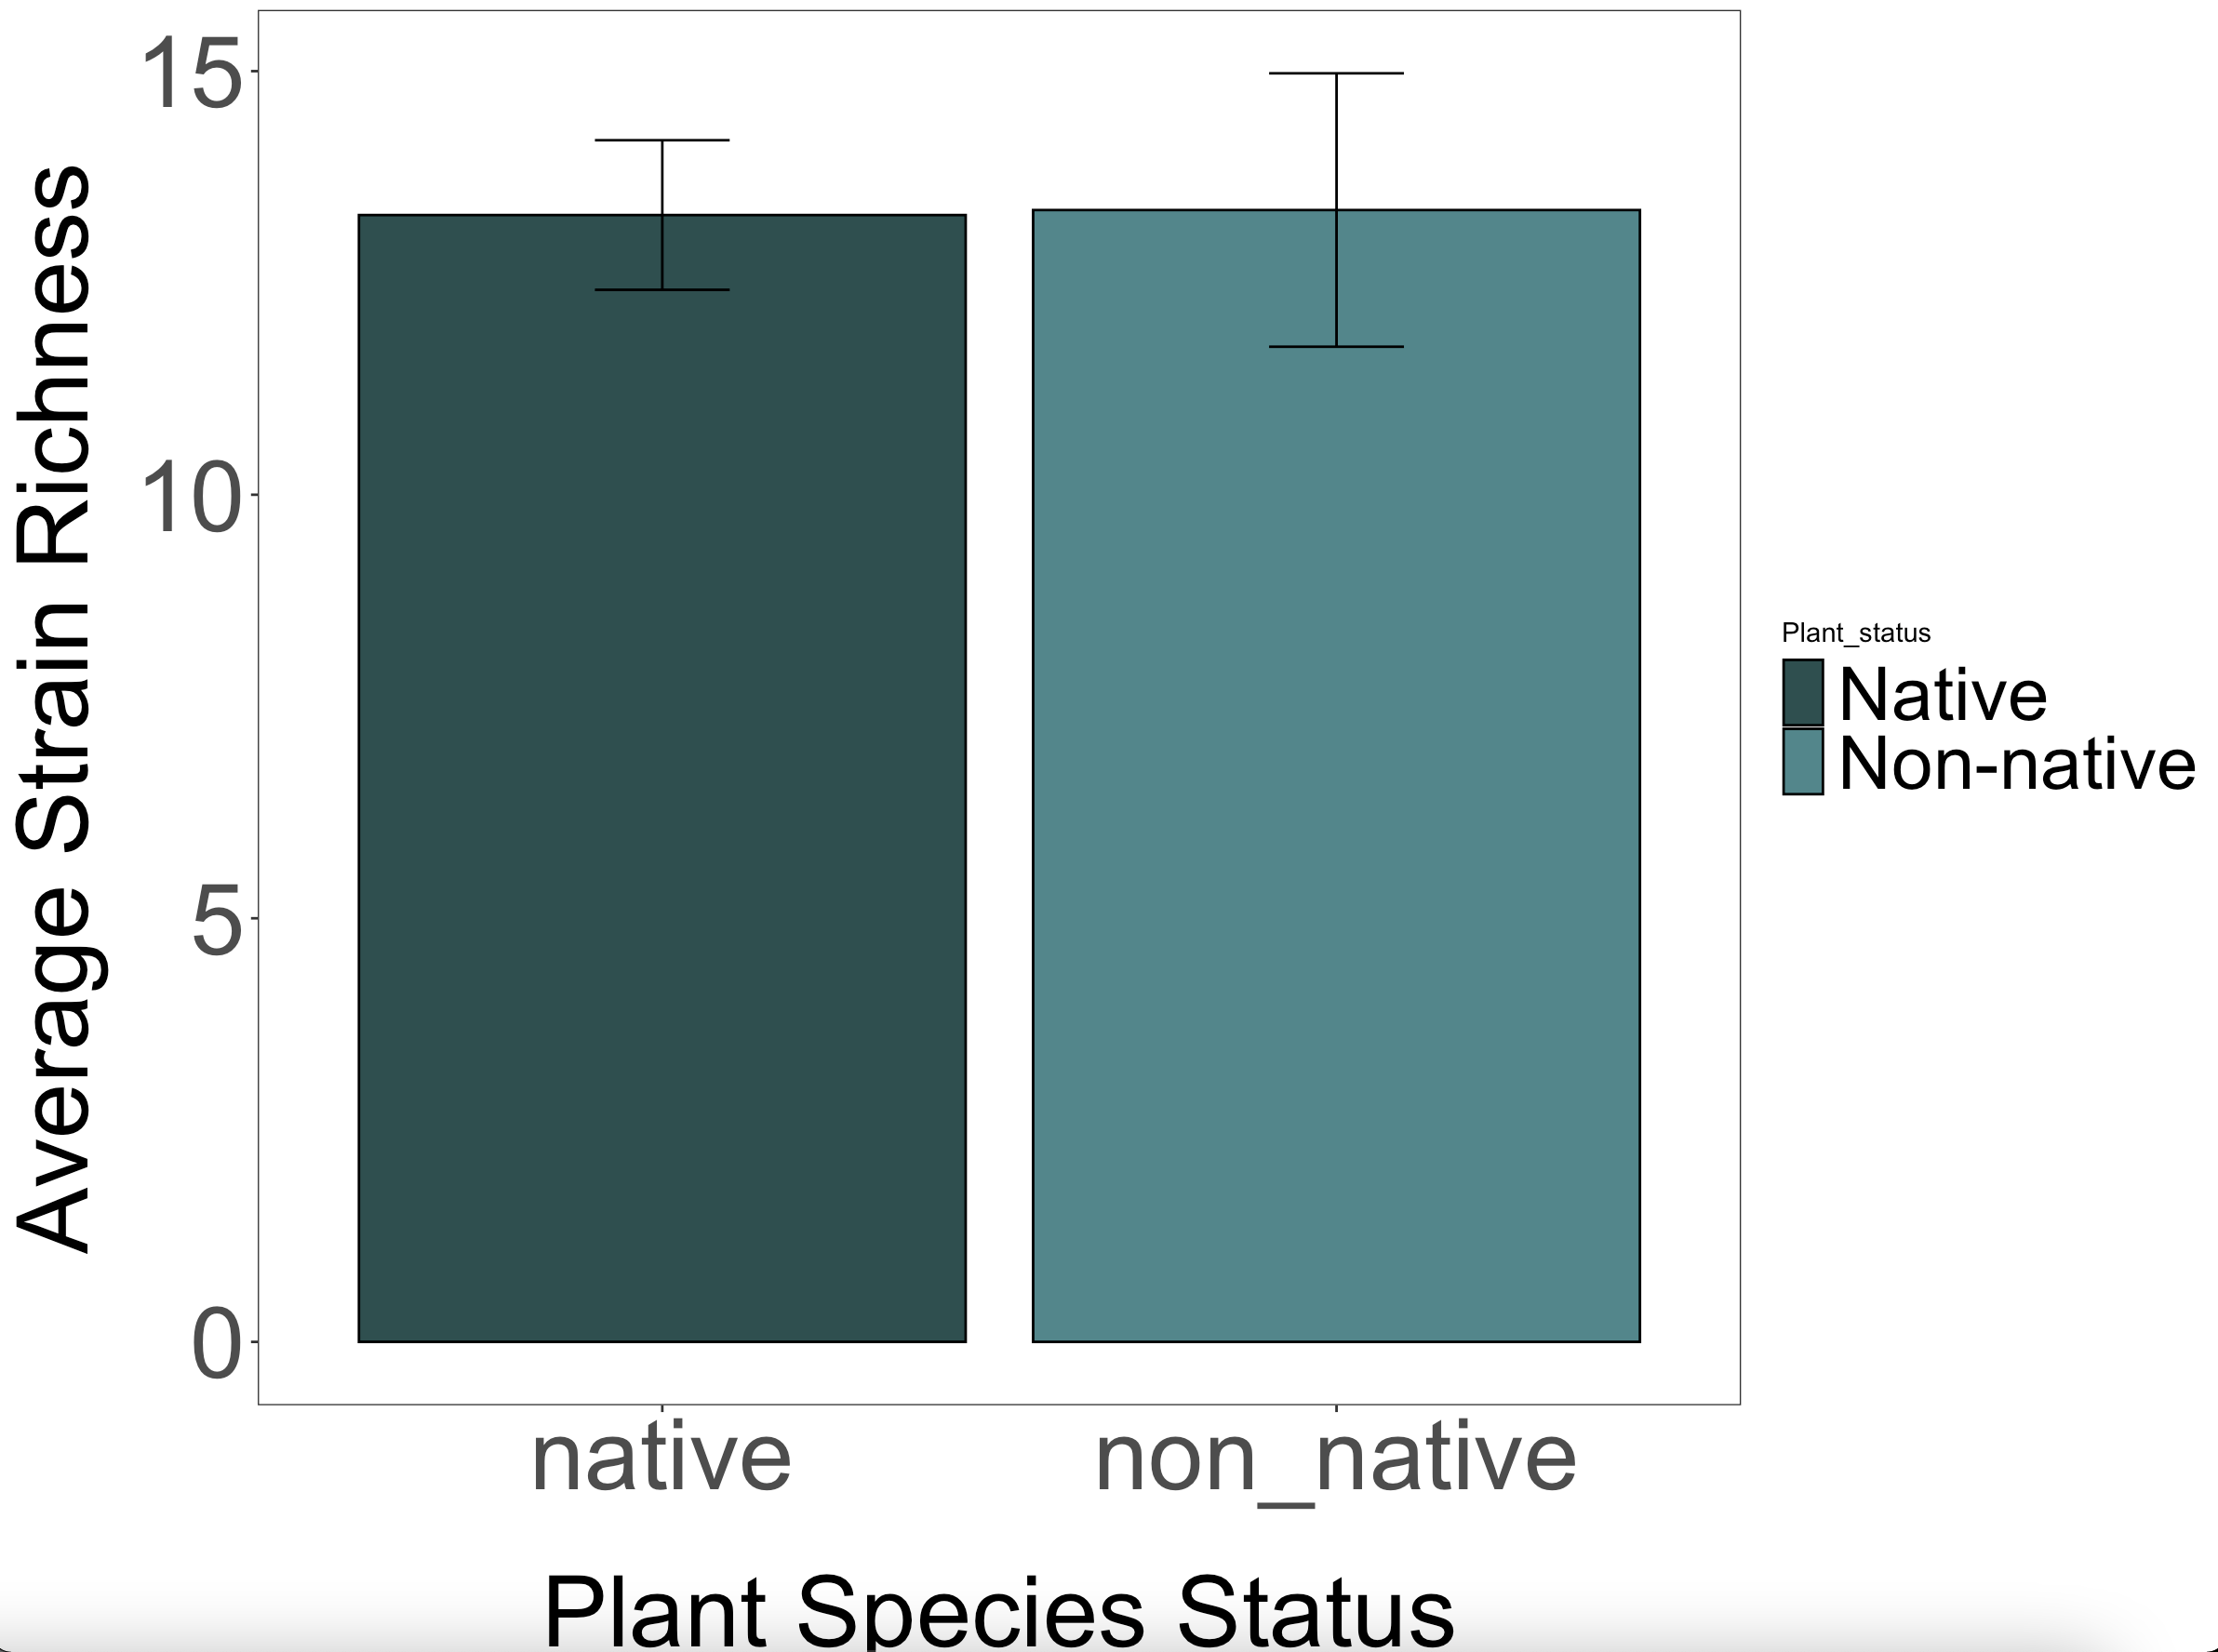 Average Strain Richness
15
10
5
0
native
non_native
Plant Species Status
Plant_status
Native
Non-native